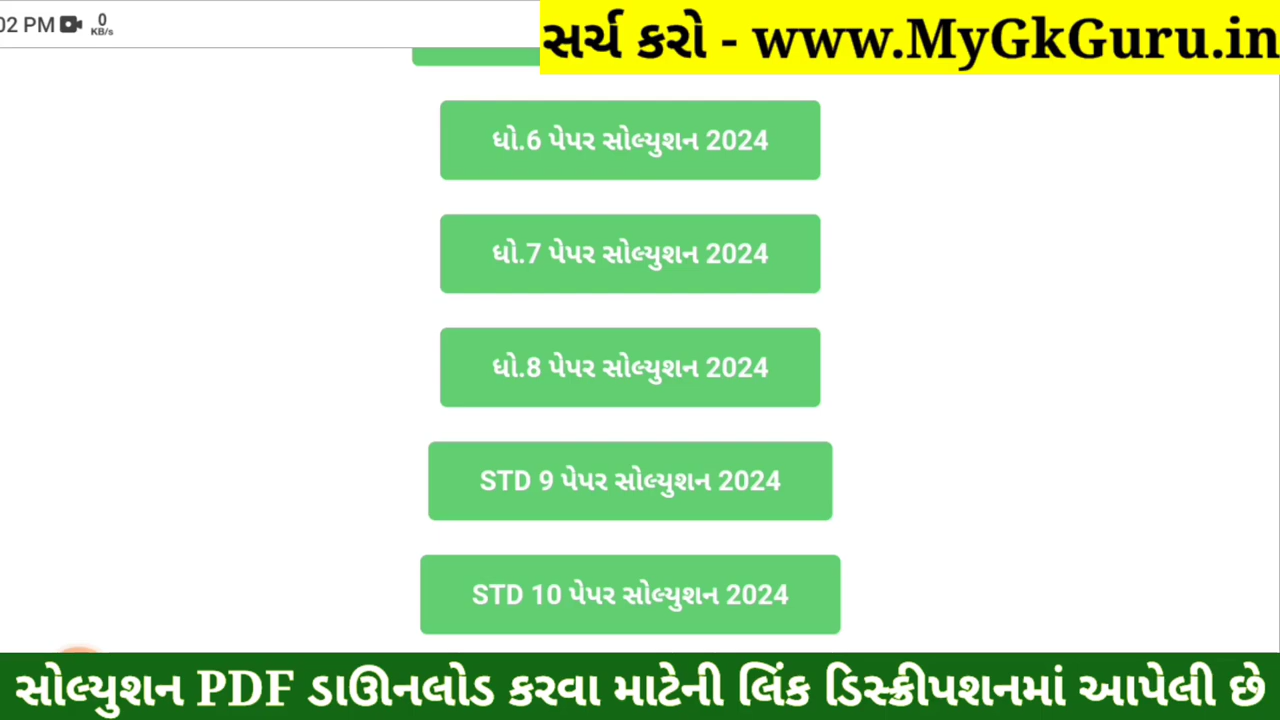 02 PM 0 KB/s
સર્ચ કરો - www.MyGkGuru.in
ધો.6 પેપર સોલ્યુશન 2024
ધો.7 પેપર સોલ્યુશન 2024
ધો.8 પેપર સોલ્યુશન 2024
STD 9 પેપર સોલ્યુશન 2024
STD 10 પેપર સોલ્યુશન 2024
સોલ્યુશન PDF ડાઊનલોડ કરવા માટેની લિંક ડિસ્ક્રીપશનમાં આપેલી છે